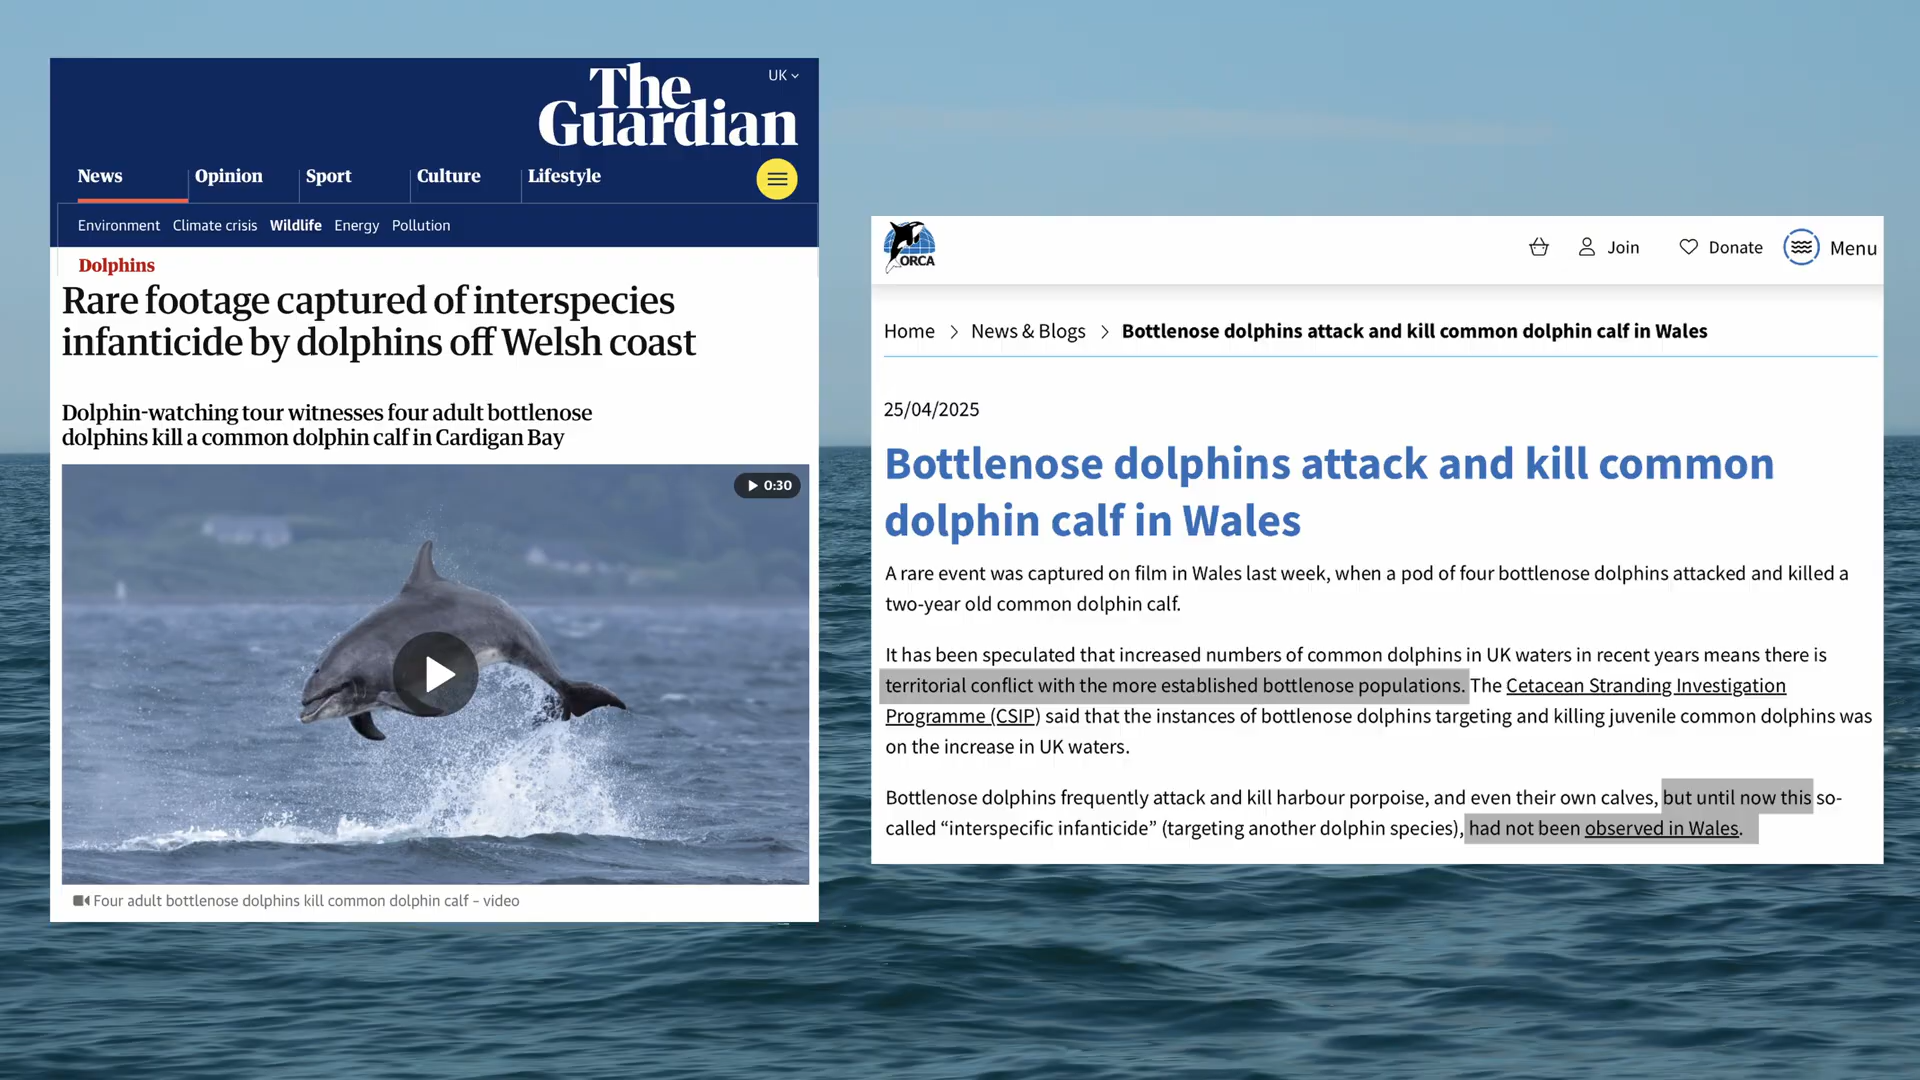 UK
The
Guardian
News
Opinion
Sport
Culture
Lifestyle
Environment
Climate crisis
Wildlife
Energy
Pollution
Dolphins
Rare footage captured of interspecies
infanticide by dolphins off Welsh coast
Dolphin-watching tour witnesses four adult bottlenose
dolphins kill a common dolphin calf in Cardigan Bay
0:30
Four adult bottlenose dolphins kill common dolphin calf – video
ORCA
Join
Donate
Menu
Home > News & Blogs > Bottlenose dolphins attack and kill common dolphin calf in Wales
25/04/2025
Bottlenose dolphins attack and kill common
dolphin calf in Wales
A rare event was captured on film in Wales last week, when a pod of four bottlenose dolphins attacked and killed a
two-year old common dolphin calf.
It has been speculated that increased numbers of common dolphins in UK waters in recent years means there is
territorial conflict with the more established bottlenose populations. The Cetacean Stranding Investigation
Programme (CSIP) said that the instances of bottlenose dolphins targeting and killing juvenile common dolphins was
on the increase in UK waters.
Bottlenose dolphins frequently attack and kill harbour porpoise, and even their own calves, but until now this so-
called “interspecific infanticide” (targeting another dolphin species), had not been observed in Wales.